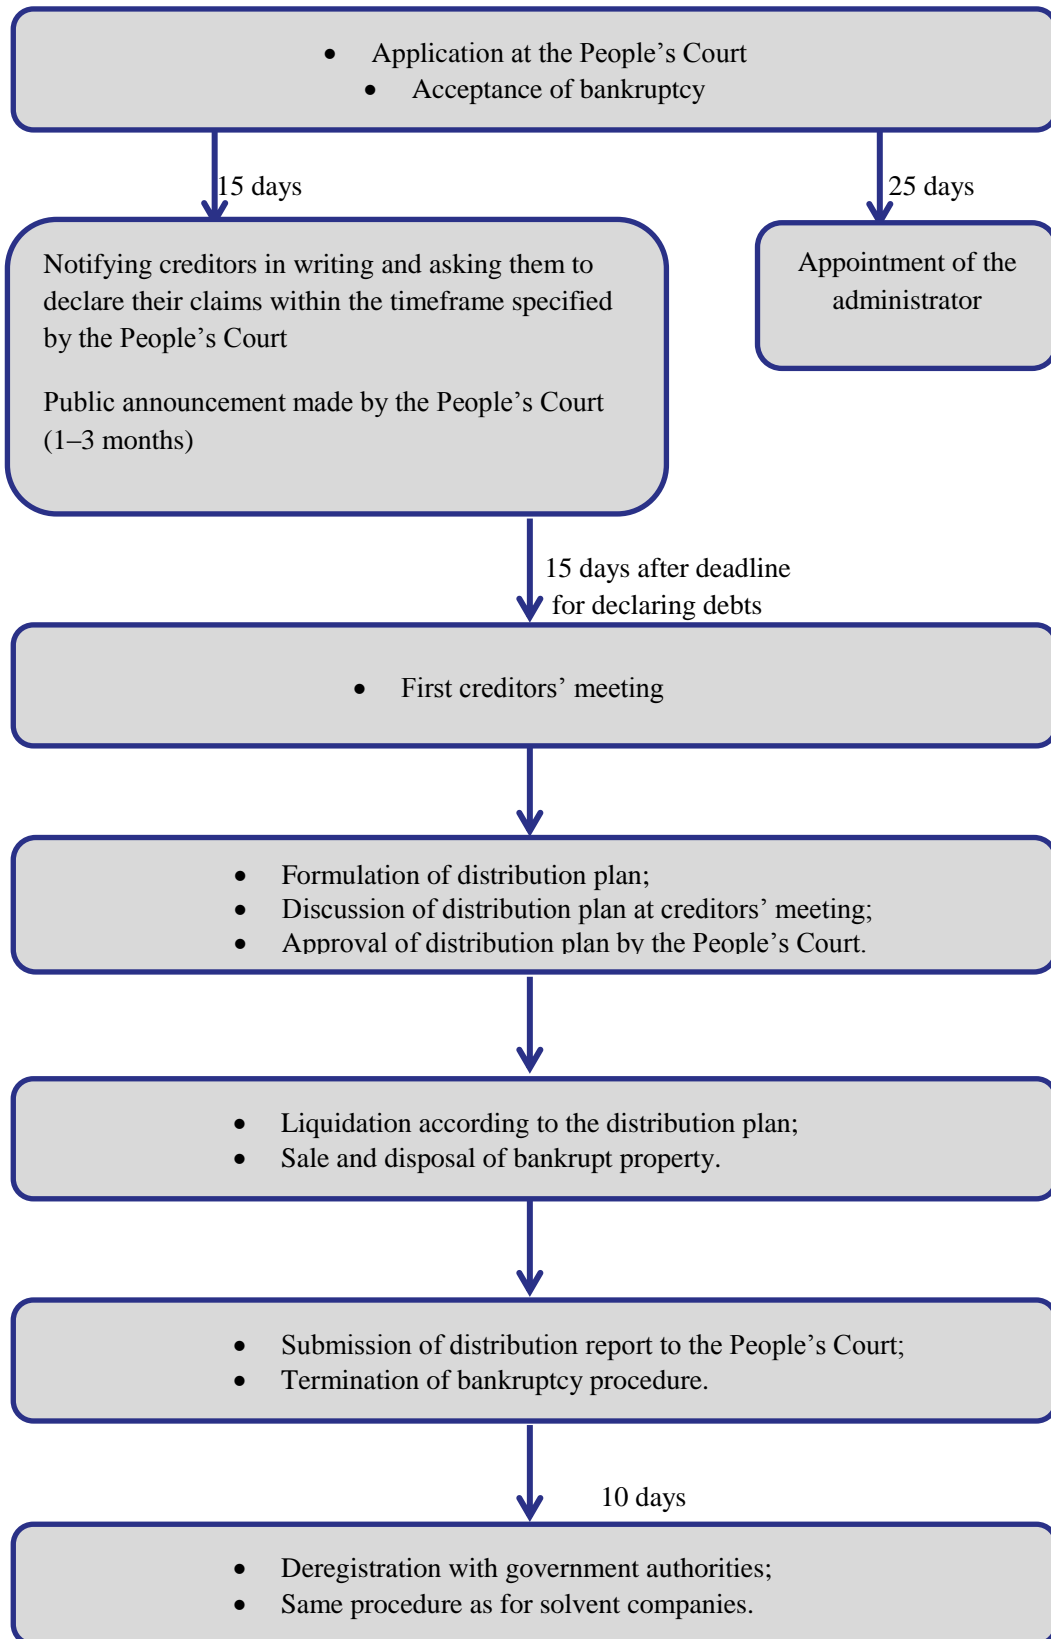 • Application at the People’s Court
• Acceptance of bankruptcy
15 days
25 days
Notifying creditors in writing and asking them to
declare their claims within the timeframe specified
by the People’s Court
Public announcement made by the People’s Court
(1–3 months)
Appointment of the
administrator
15 days after deadline
for declaring debts
• First creditors’ meeting
• Formulation of distribution plan;
• Discussion of distribution plan at creditors’ meeting;
• Approval of distribution plan by the People’s Court.
• Liquidation according to the distribution plan;
• Sale and disposal of bankrupt property.
• Submission of distribution report to the People’s Court;
• Termination of bankruptcy procedure.
10 days
• Deregistration with government authorities;
• Same procedure as for solvent companies.